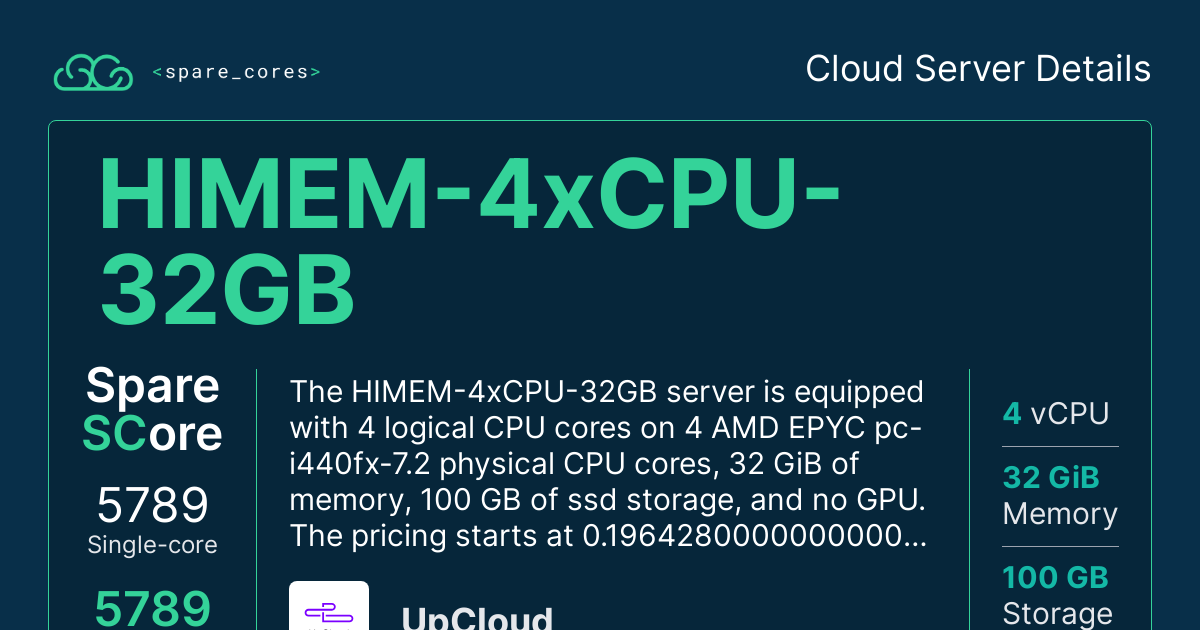 <spare_cores>
Cloud Server Details
HIMEM-4xCPU-
32GB
Spare
SCore
5789
Single-core
5789
The HIMEM-4xCPU-32GB server is equipped
with 4 logical CPU cores on 4 AMD EPYC pc-
i440fx-7.2 physical CPU cores, 32 GiB of
memory, 100 GB of ssd storage, and no GPU.
The pricing starts at 0.1964280000000000...
UpCloud
4 vCPU
32 GiB
Memory
100 GB
Storage